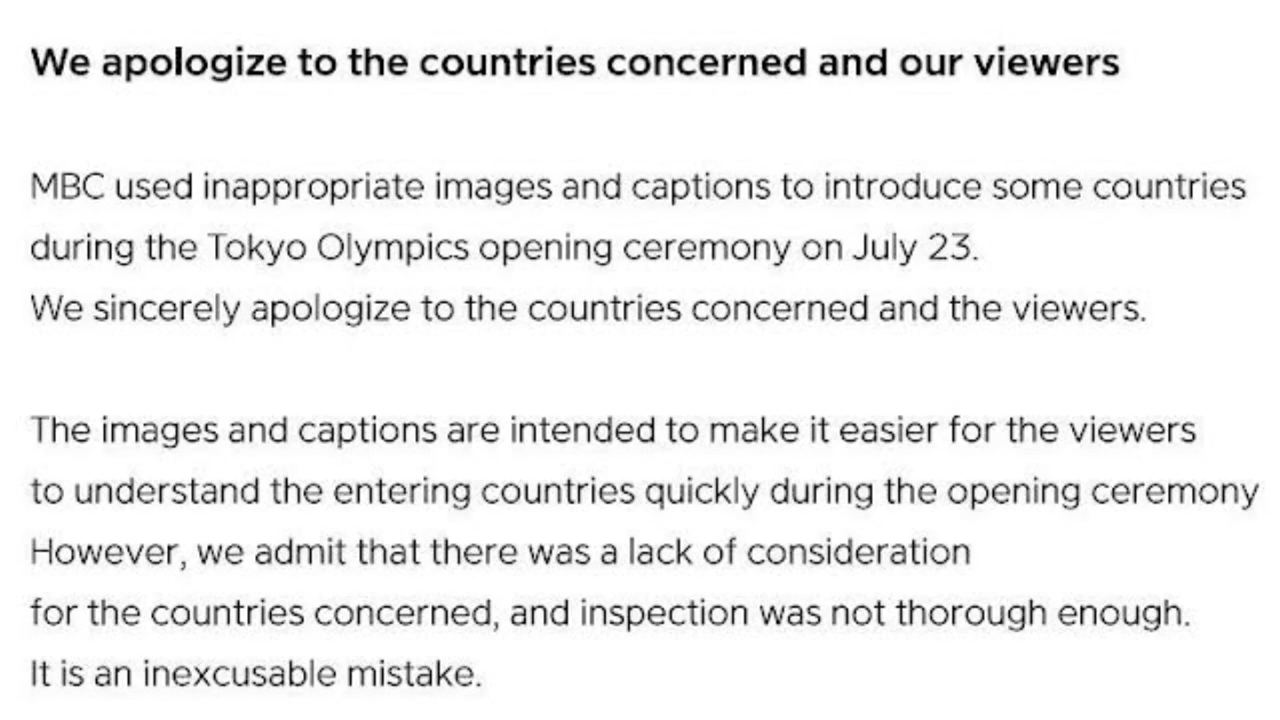 We apologize to the countries concerned and our viewers
MBC used inappropriate images and captions to introduce some countries
during the Tokyo Olympics opening ceremony on July 23.
We sincerely apologize to the countries concerned and the viewers.
The images and captions are intended to make it easier for the viewers
to understand the entering countries quickly during the opening ceremony
However, we admit that there was a lack of consideration
for the countries concerned, and inspection was not thorough enough.
It is an inexcusable mistake.